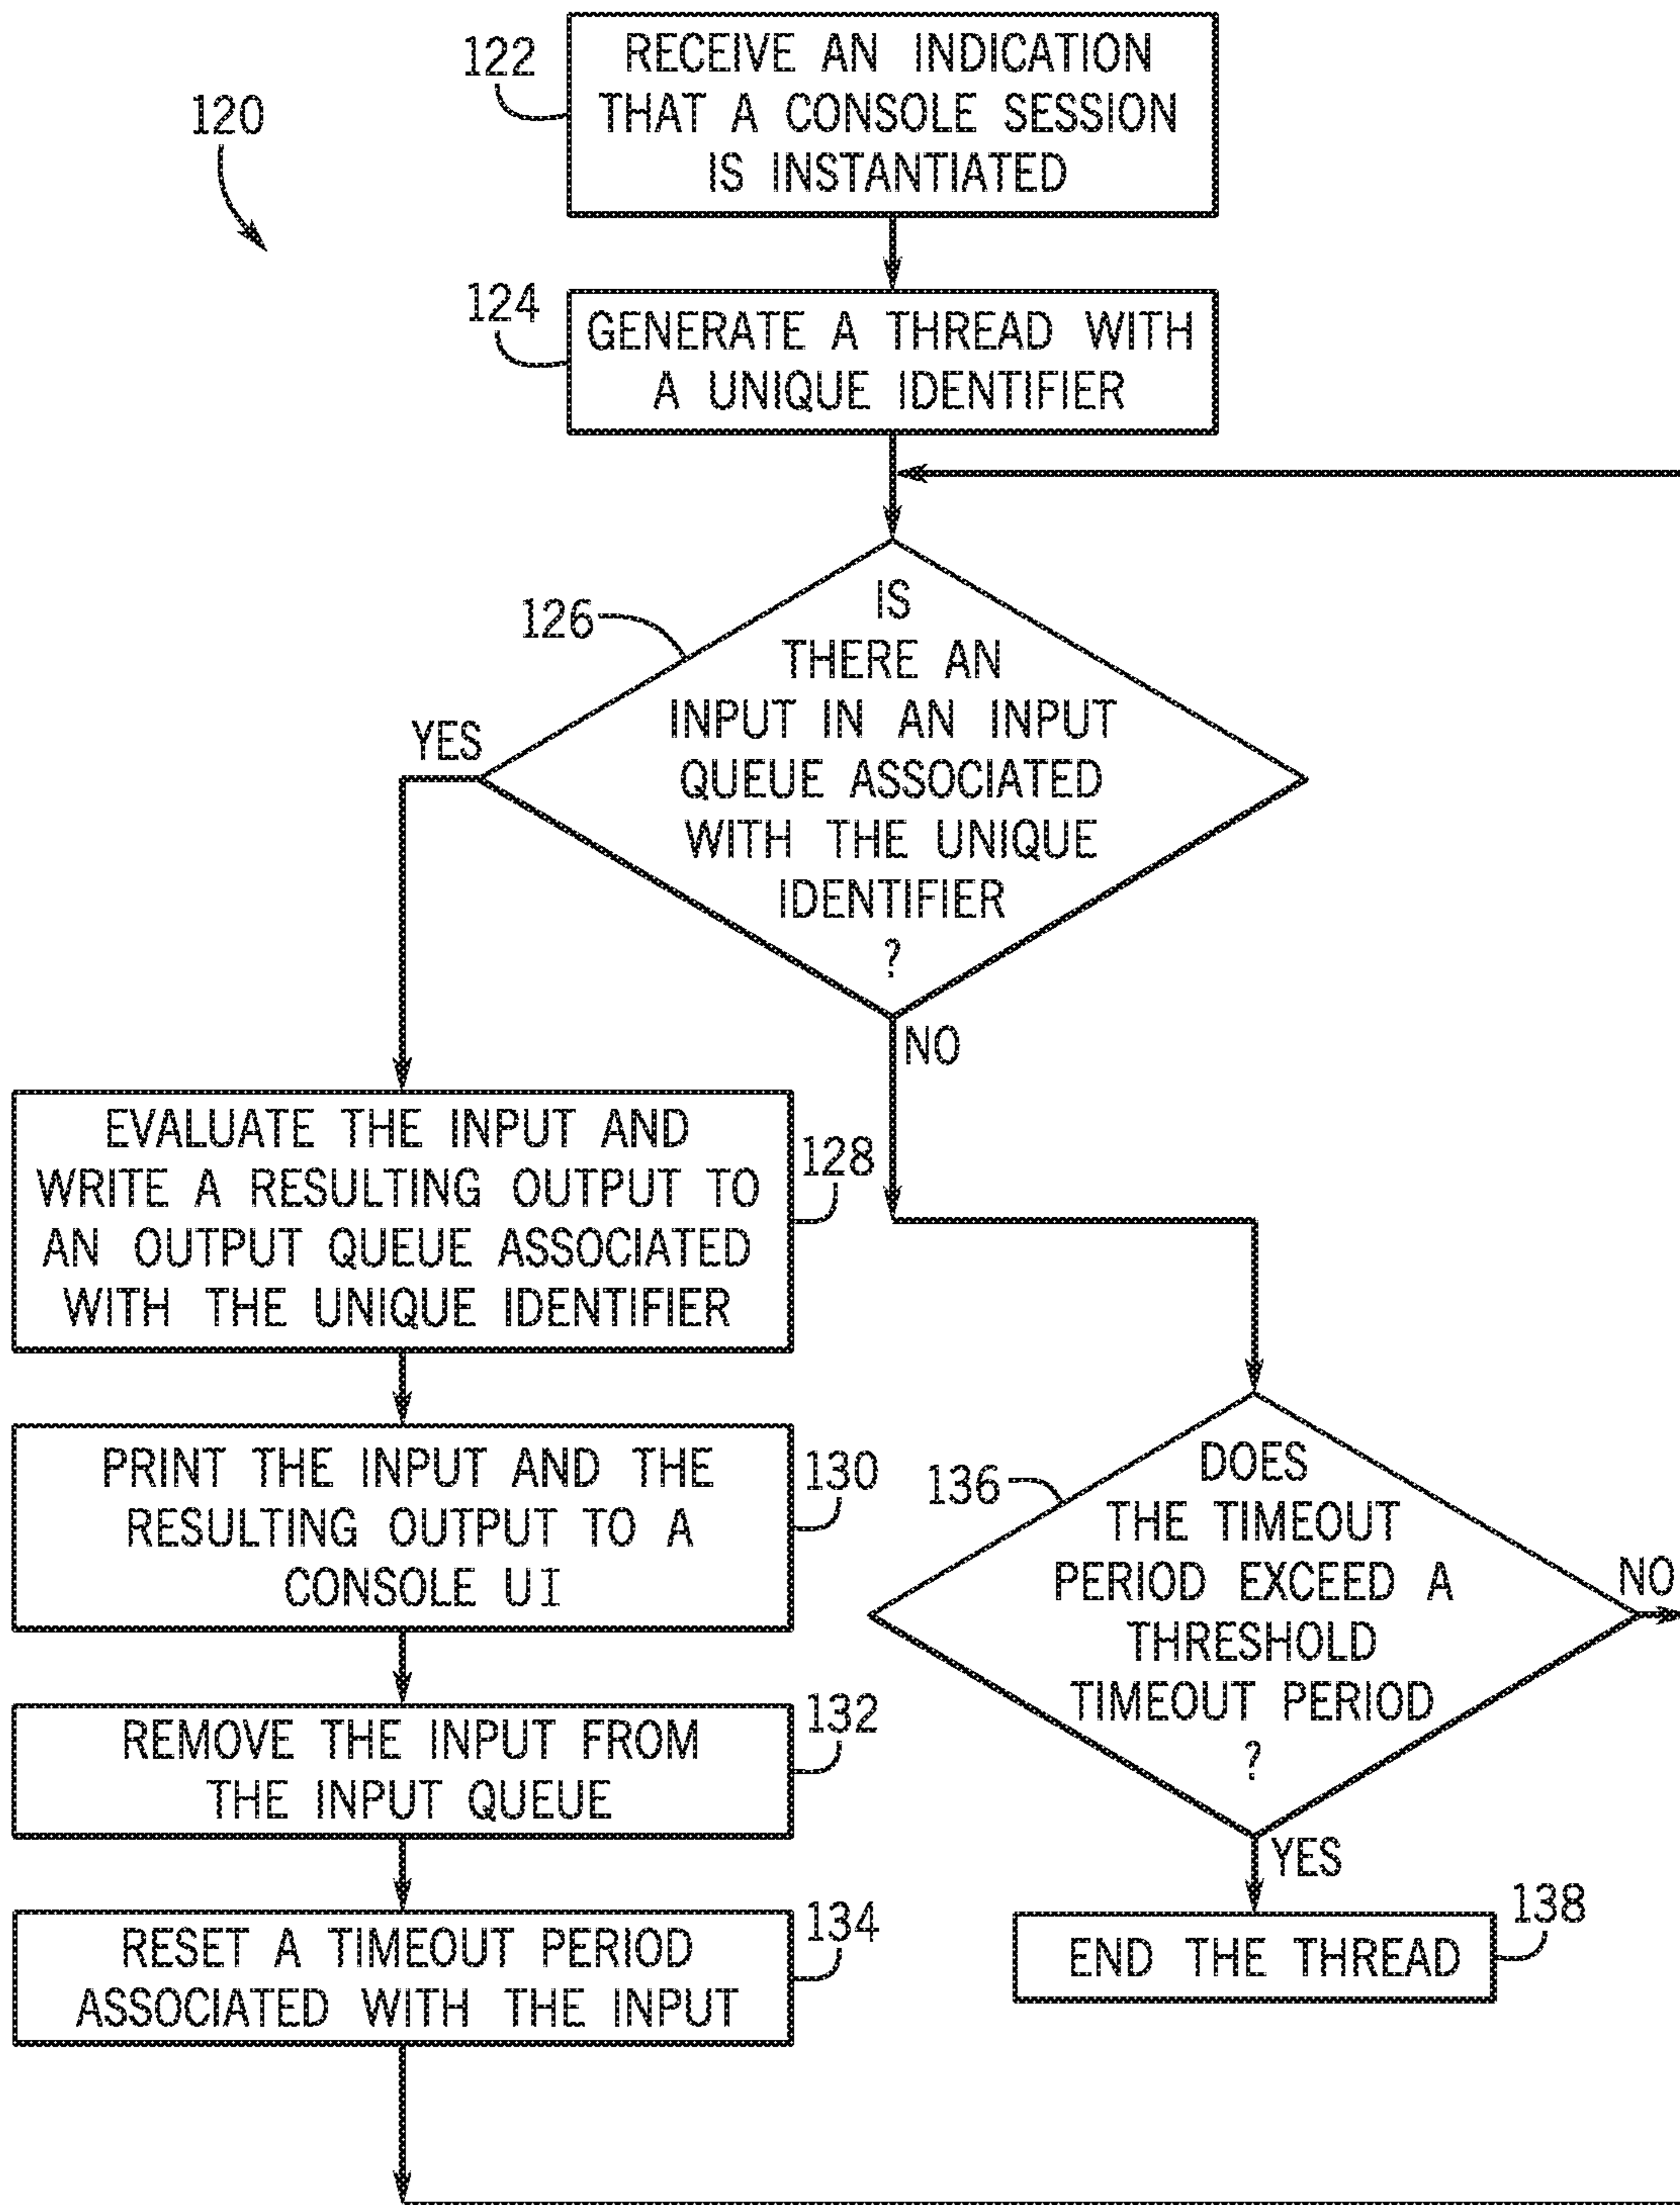 120
122
RECEIVE AN INDICATION
THAT A CONSOLE SESSION
IS INSTANTIATED
124
GENERATE A THREAD WITH
A UNIQUE IDENTIFIER
126
IS
THERE AN
INPUT IN AN INPUT
QUEUE ASSOCIATED
WITH THE UNIQUE
IDENTIFIER
?
YES
NO
EVALUATE THE INPUT AND
WRITE A RESULTING OUTPUT TO
AN OUTPUT QUEUE ASSOCIATED
WITH THE UNIQUE IDENTIFIER
128
PRINT THE INPUT AND THE
RESULTING OUTPUT TO A
CONSOLE UI
130
REMOVE THE INPUT FROM
THE INPUT QUEUE
132
RESET A TIMEOUT PERIOD
ASSOCIATED WITH THE INPUT
134
136
DOES
THE TIMEOUT
PERIOD EXCEED A
THRESHOLD
TIMEOUT PERIOD
?
NO
YES
END THE THREAD
138